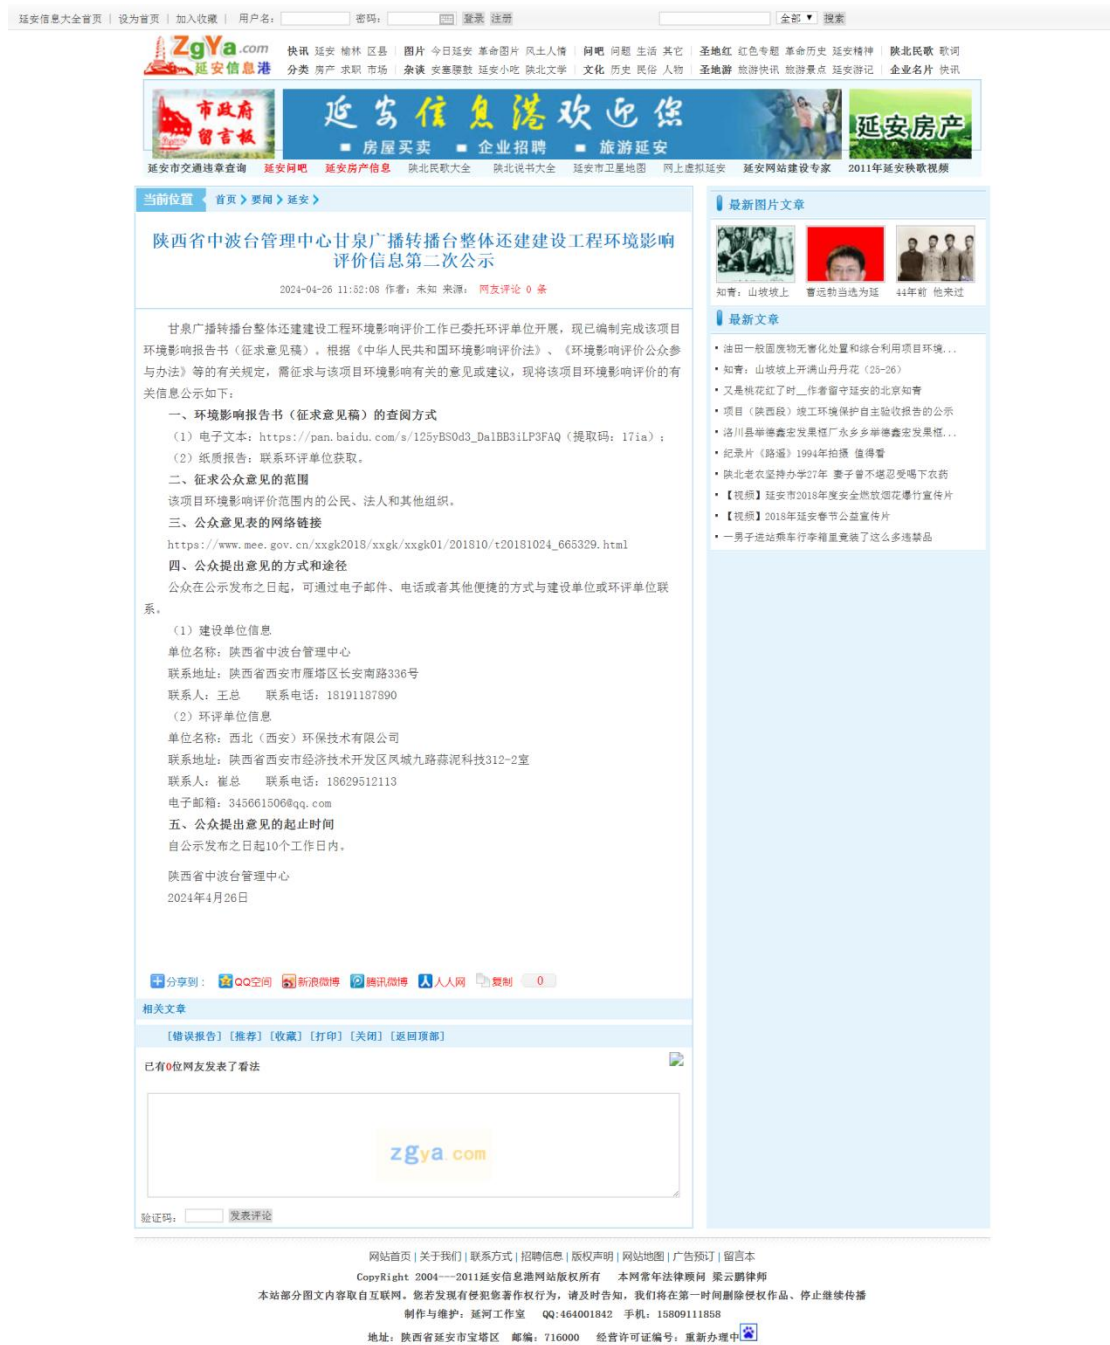 延安信息大全首页 | 设为首页 | 加入收藏 | 用户名： 密码： 登录 注册 全部 ▼ 搜索
ZgYa.com 延安信息港
快讯 延安 榆林 区县 图片 今日延安 革命图片 风土人情 问吧 问题 生活 其它 圣地红 红色专题 革命历史 延安精神 陕北民歌 歌词
分类 房产 求职 市场 杂谈 安塞腰鼓 延安小吃 陕北文学 文化 历史 民俗 人物 圣地游 旅游快讯 旅游景点 延安游记 企业名片 快讯
市政府
留言板
延安信息港欢迎您
■ 房屋买卖 ■ 企业招聘 ■ 旅游延安
延安房产
延安市交通违章查询 延安问吧 延安房产信息 陕北民歌大全 陕北说书大全 延安市卫星地图 网上虚拟延安 延安网站建设专家 2011年延安秧歌视频
当前位置 首页 > 要闻 > 延安 >
陕西省中波台管理中心甘泉广播转播台整体还建建设工程环境影响
评价信息第二次公示
2024-04-26 11:52:08 作者：未知 来源： 网友评论 0 条
甘泉广播转播台整体还建建设工程环境影响评价工作已委托环评单位开展，现已编制完成该项目
环境影响报告书（征求意见稿）。根据《中华人民共和国环境影响评价法》、《环境影响评价公众参
与办法》等的有关规定，需征求与该项目环境影响有关的意见或建议，现将该项目环境影响评价的有
关信息公示如下：
一、环境影响报告书（征求意见稿）的查阅方式
（1）电子文本：https://pan.baidu.com/s/125yBS0d3_DalBB3iLP3FAQ（提取码：17ia）；
（2）纸质报告：联系环评单位获取。
二、征求公众意见的范围
该项目环境影响评价范围内的公民、法人和其他组织。
三、公众意见表的网络链接
https://www.mee.gov.cn/xxgk2018/xxgk/xxgk01/201810/t20181024_665329.html
四、公众提出意见的方式和途径
公众在公示发布之日起，可通过电子邮件、电话或者其他便捷的方式与建设单位或环评单位联
系。
（1）建设单位信息
单位名称：陕西省中波台管理中心
联系地址：陕西省西安市雁塔区长安南路336号
联系人：王总 联系电话：18191187890
（2）环评单位信息
单位名称：西北（西安）环保技术有限公司
联系地址：陕西省西安市经济技术开发区凤城九路蒜泥科技312-2室
联系人：崔总 联系电话：18629512113
电子邮箱：345661506@qq.com
五、公众提出意见的起止时间
自公示发布之日起10个工作日内。
陕西省中波台管理中心
2024年4月26日
分享到： QQ空间 新浪微博 腾讯微博 人人网 复制 0
相关文章
[错误报告] [推荐] [收藏] [打印] [关闭] [返回顶部]
已有0位网友发表了看法
zgya.com
验证码： 发表评论
最新图片文章
知青：山坡坡上 曹远勃当选为延 44年前 他来过
最新文章
油田一般固废物无害化处置和综合利用项目环境...
知青：山坡坡上开满山丹丹花（25-26）
又是桃花红了时__作者留守延安的北京知青
项目（陕西段）竣工环境保护自主验收报告的公示
洛川县举德鑫宏发果框厂永乡乡举德鑫宏发果框...
纪录片《路遥》1994年拍摄 值得看
陕北老农坚持办学27年 妻子曾不堪忍受喝下农药
【视频】延安市2018年度安全燃放烟花爆竹宣传片
【视频】2018年延安春节公益宣传片
一男子进站乘车行李箱里竟装了这么多违禁品
网站首页 | 关于我们 | 联系方式 | 招聘信息 | 版权声明 | 网站地图 | 广告预订 | 留言本
CopyRight 2004---2011延安信息港网站版权所有 本网常年法律顾问 梁云鹏律师
本站部分图文内容取自互联网。您若发现有侵犯您著作权行为，请及时告知，我们将在第一时间删除侵权作品、停止继续传播
制作与维护：延河工作室 QQ:464001842 手机：15809111858
地址：陕西省延安市宝塔区 邮编：716000 经营许可证编号：重新办理中